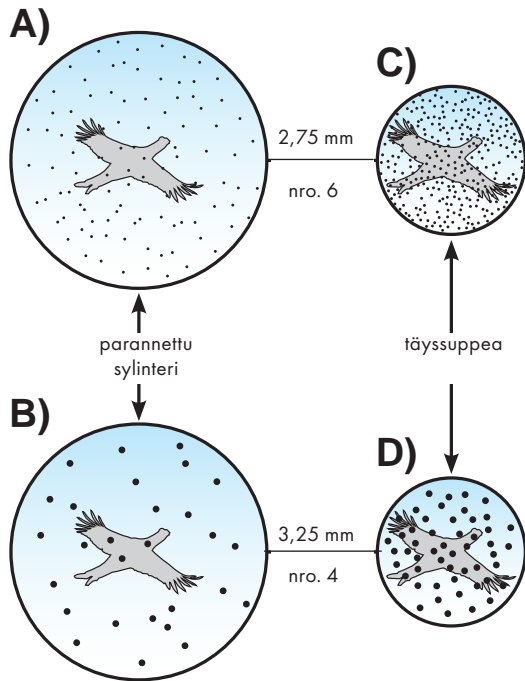 A)
C)
2,75 mm
nro. 6
parannettu
sylinteri
täyssuppea
B)
D)
3,25 mm
nro. 4